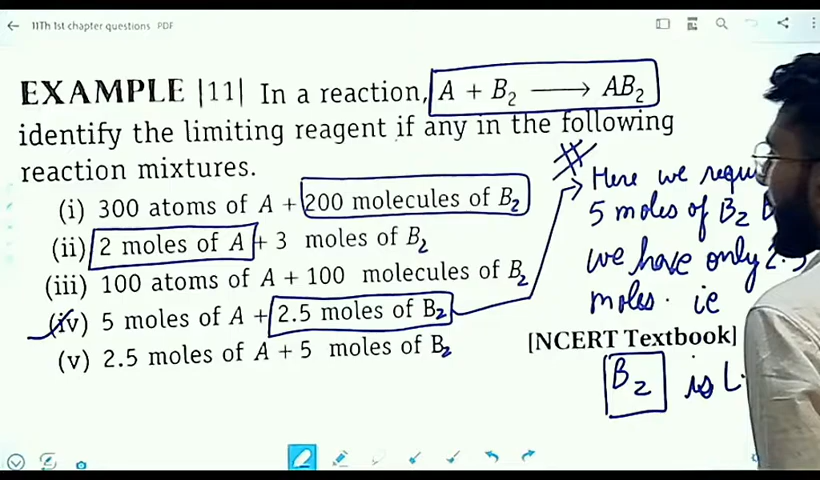 11Th 1st chapter questions PDF
EXAMPLE |11| In a reaction, A + B₂ ⟶ AB₂
identify the limiting reagent if any in the following
reaction mixtures.
(i) 300 atoms of A + 200 molecules of B₂
(ii) 2 moles of A + 3 moles of B₂
(iii) 100 atoms of A + 100 molecules of B₂
(iv) 5 moles of A + 2.5 moles of B₂
(v) 2.5 moles of A + 5 moles of B₂
[NCERT Textbook]
# Here we
5 moles of B₂
we have only
moles. ie
B₂ is L